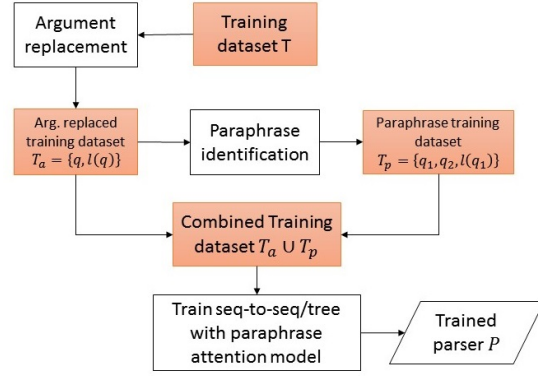 Argument
replacement
Training
dataset T
Arg. replaced
training dataset
$T_a = \{q, l(q)\}$
Paraphrase
identification
Paraphrase training
dataset
$T_p = \{q_1, q_2, l(q_1)\}$
Combined Training
dataset $T_a \cup T_p$
Train seq-to-seq/tree
with paraphrase
attention model
Trained
parser $P$